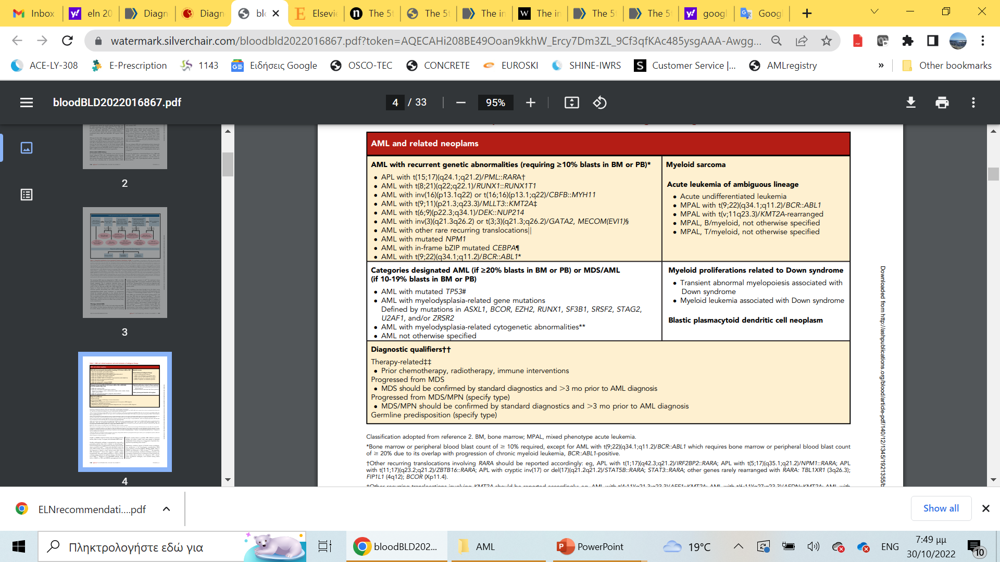 Inbox
eln 20
Diagn
Diagn
blo
Elsevie
The 5t
The 5t
The in
The in
The 5t
The 5t
googl
Googl
watermark.silverchair.com/bloodbld2022016867.pdf?token=AQECAHi208BE49Ooan9kkhW_Ercy7Dm3ZL_9Cf3qfKAc485ysgAAA-Awgg...
ACE-LY-308
E-Prescription
1143
Ειδήσεις Google
OSCO-TEC
CONCRETE
EUROSKI
SHINE-IWRS
Customer Service |...
AMLregistry
»
Other bookmarks
bloodBLD2022016867.pdf
4 / 33
95%
2
3
4
AML and related neoplams
AML with recurrent genetic abnormalities (requiring ≥10% blasts in BM or PB)*
• APL with t(15;17)(q24.1;q21.2)/PML::RARA†
• AML with t(8;21)(q22;q22.1)/RUNX1::RUNX1T1
• AML with inv(16)(p13.1q22) or t(16;16)(p13.1;q22)/CBFB::MYH11
• AML with t(9;11)(p21.3;q23.3)/MLLT3::KMT2A‡
• AML with t(6;9)(p22.3;q34.1)/DEK::NUP214
• AML with inv(3)(q21.3q26.2) or t(3;3)(q21.3;q26.2)/GATA2, MECOM(EVI1)§
• AML with other rare recurring translocations||
• AML with mutated NPM1
• AML with in-frame bZIP mutated CEBPA¶
• AML with t(9;22)(q34.1;q11.2)/BCR::ABL1*
Myeloid sarcoma
Acute leukemia of ambiguous lineage
• Acute undifferentiated leukemia
• MPAL with t(9;22)(q34.1;q11.2)/BCR::ABL1
• MPAL with t(v;11q23.3)/KMT2A-rearranged
• MPAL, B/myeloid, not otherwise specified
• MPAL, T/myeloid, not otherwise specified
Categories designated AML (if ≥20% blasts in BM or PB) or MDS/AML
(if 10-19% blasts in BM or PB)
• AML with mutated TP53#
• AML with myelodysplasia-related gene mutations
Defined by mutations in ASXL1, BCOR, EZH2, RUNX1, SF3B1, SRSF2, STAG2,
U2AF1, and/or ZRSR2
• AML with myelodysplasia-related cytogenetic abnormalities**
• AML not otherwise specified
Myeloid proliferations related to Down syndrome
• Transient abnormal myelopoiesis associated with
Down syndrome
• Myeloid leukemia associated with Down syndrome
Blastic plasmacytoid dendritic cell neoplasm
Diagnostic qualifiers††
Therapy-related‡‡
• Prior chemotherapy, radiotherapy, immune interventions
Progressed from MDS
• MDS should be confirmed by standard diagnostics and >3 mo prior to AML diagnosis
Progressed from MDS/MPN (specify type)
• MDS/MPN should be confirmed by standard diagnostics and >3 mo prior to AML diagnosis
Germline predisposition (specify type)
Classification adopted from reference 2. BM, bone marrow; MPAL, mixed phenotype acute leukemia.
*Bone marrow or peripheral blood blast count of ≥ 10% required, except for AML with t(9;22)(q34.1;q11.2)/BCR::ABL1 which requires bone marrow or peripheral blood blast count
of ≥ 20% due to its overlap with progression of chronic myeloid leukemia, BCR::ABL1-positive.
†Other recurring translocations involving RARA should be reported accordingly: eg, APL with t(1;17)(q42.3;q21.2)/IRF2BP2::RARA; APL with t(5;17)(q35.1;q21.2)/NPM1::RARA; APL
with t(11;17)(q23.2;q21.2)/ZBTB16::RARA; APL with cryptic inv(17) or del(17)(q21.2q21.2)/STAT5B::RARA; STAT3::RARA; other genes rarely rearranged with RARA: TBL1XR1 (3q26.3);
FIP1L1 (4q12); BCOR (Xp11.4).
Downloaded from http://ashpublications.org/blood/article-pdf/140/12/1345/1921355/b
ELNrecommendati....pdf
Show all
Πληκτρολογήστε εδώ για
bloodBLD202...
AML
PowerPoint
19°C
ENG
7:49 μμ
30/10/2022
10